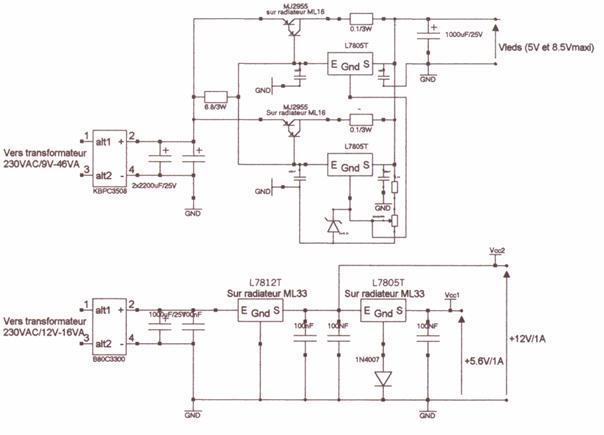 MJ2955
sur radiateur ML16
0.1/3W
1000uF/25V
Vleds (5V et 8.5Vmaxi)
L7805T
E Gnd S
GND
GND
6.8/3W
MJ2955
Sur radiateur ML16
0.1/3W
L7805T
E Gnd S
GND
Vers transformateur
230VAC/9V-46VA
1 alt1 + 2
3 alt2 - 4
KBPC3508
2x2200uF/25V
GND
GND
Vcc2
L7812T
Sur radiateur ML33
E Gnd S
L7805T
Sur radiateur ML33
E Gnd S
Vcc1
Vers transformateur
230VAC/12V-16VA
1 alt1 + 2
3 alt2 - 4
B80C3300
1000uF/25V
100nF
100nF
100NF
100NF
1N4007
+12V/1A
+5.6V/1A
GND
GND